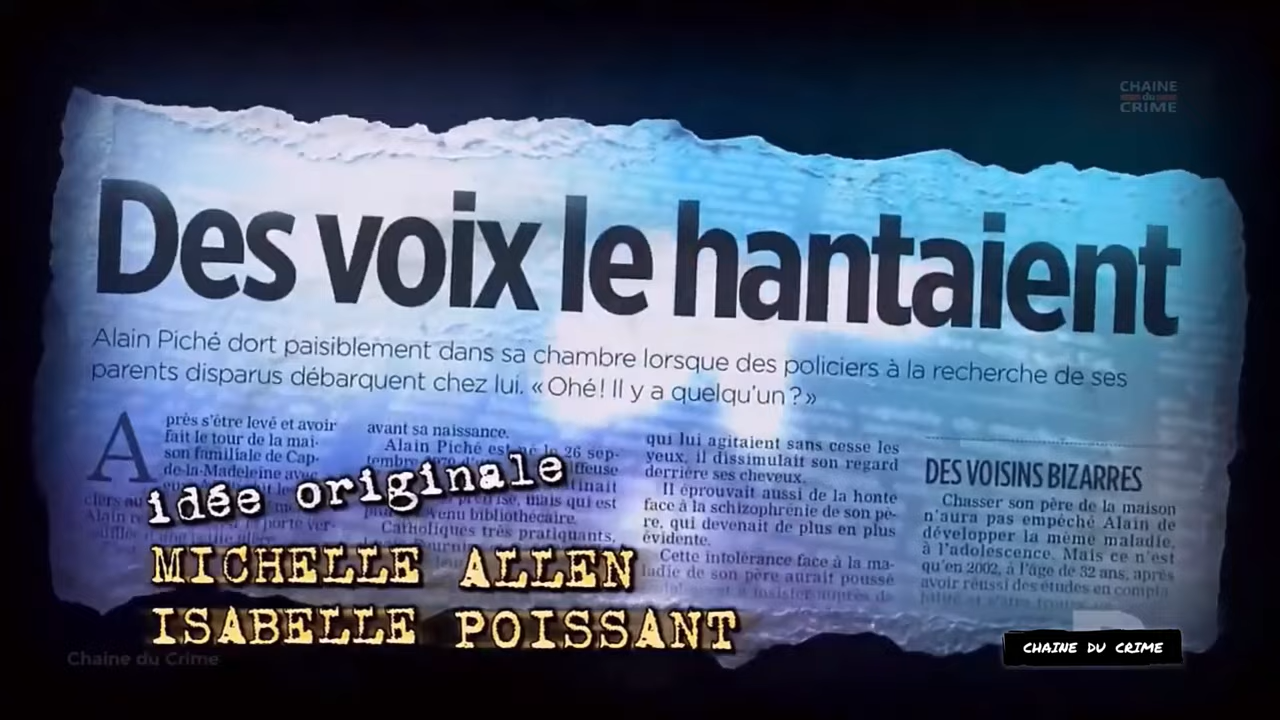 CHAINE
du
CRIME
Des voix le hantaient
Alain Piché dort paisiblement dans sa chambre lorsque des policiers à la recherche de ses
parents disparus débarquent chez lui. « Ohé! Il y a quelqu'un ? »
Après s'être levé et avoir
fait le tour de la mai-
son familiale de Cap-
de-la-Madeleine avec
avant sa naissance.
Alain Piché est né le 26 sep-
mais qui est
bibliothécaire.
Catholiques très pratiquants,
qui lui agitaient sans cesse les
yeux, il dissimulait son regard
derrière ses cheveux.
Il éprouvait aussi de la honte
face à la schizophrénie de son pè-
re, qui devenait de plus en plus
évidente.
Cette intolérance face à la ma-
ladie de son père aurait poussé
DES VOISINS BIZARRES
Chasser son père de la maison
n'aura pas empêché Alain de
développer la même maladie,
à l'adolescence. Mais ce n'est
qu'en 2002, à l'âge de 32 ans, après
avoir réussi des études en compta-
idée originale
MICHELLE ALLEN
ISABELLE POISSANT
Chaine du Crime
CHAINE DU CRIME